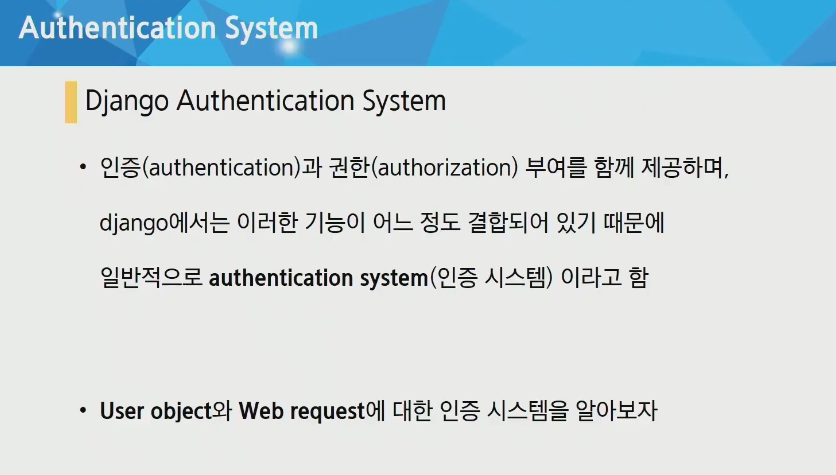 Authentication System
Django Authentication System
• 인증(authentication)과 권한(authorization) 부여를 함께 제공하며,
django에서는 이러한 기능이 어느 정도 결합되어 있기 때문에
일반적으로 authentication system(인증 시스템) 이라고 함
• User object와 Web request에 대한 인증 시스템을 알아보자